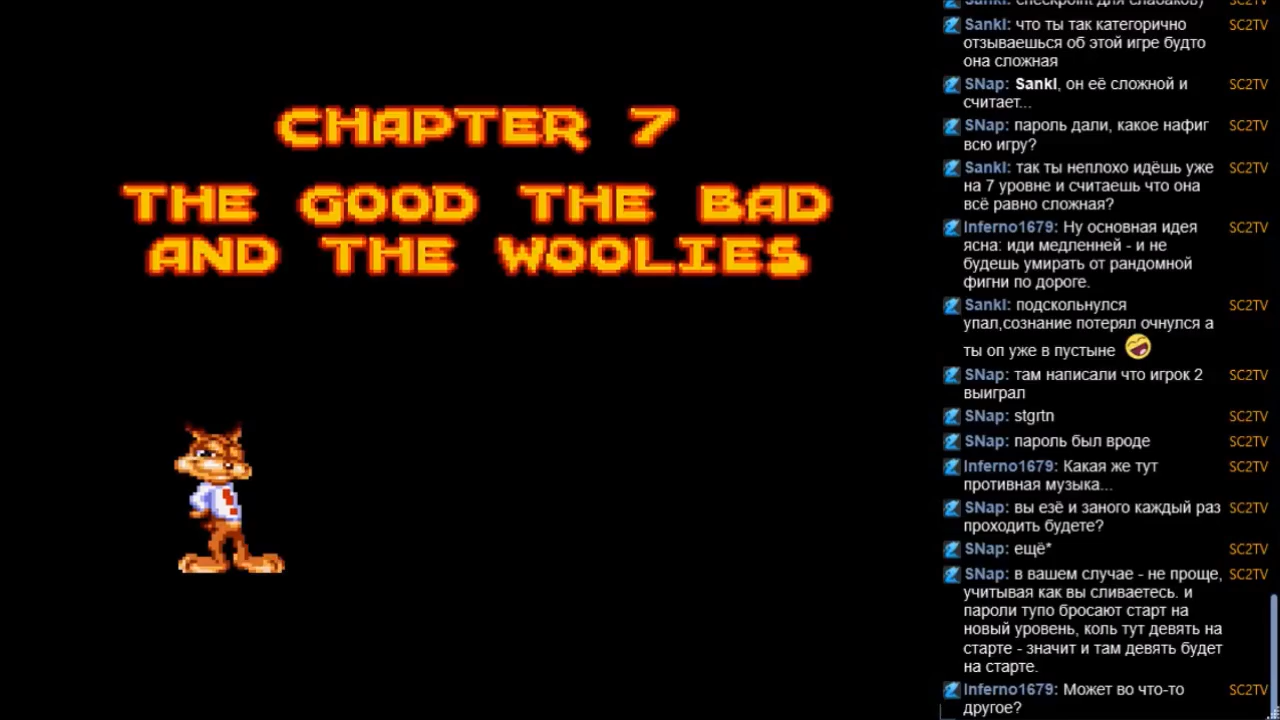 CHAPTER 7
THE GOOD THE BAD
AND THE WOOLIES
Sankl: checkpoint для слабаков) SC2TV
Sankl: что ты так категорично SC2TV
отзываешься об этой игре будто
она сложная
SNap: Sankl, он её сложной и SC2TV
считает...
SNap: пароль дали, какое нафиг SC2TV
всю игру?
Sankl: так ты неплохо идёшь уже SC2TV
на 7 уровне и считаешь что она
всё равно сложная?
Inferno1679: Ну основная идея SC2TV
ясна: иди медленней - и не
будешь умирать от рандомной
фигни по дороге.
Sankl: подскольнулся SC2TV
упал,сознание потерял очнулся а
ты оп уже в пустыне
SNap: там написали что игрок 2 SC2TV
выиграл
SNap: stgrtn SC2TV
SNap: пароль был вроде SC2TV
Inferno1679: Какая же тут SC2TV
противная музыка...
SNap: вы езё и заного каждый раз SC2TV
проходить будете?
SNap: ещё* SC2TV
SNap: в вашем случае - не проще, SC2TV
учитывая как вы сливаетесь. и
пароли тупо бросают старт на
новый уровень, коль тут девять на
старте - значит и там девять будет
на старте.
Inferno1679: Может во что-то SC2TV
другое?